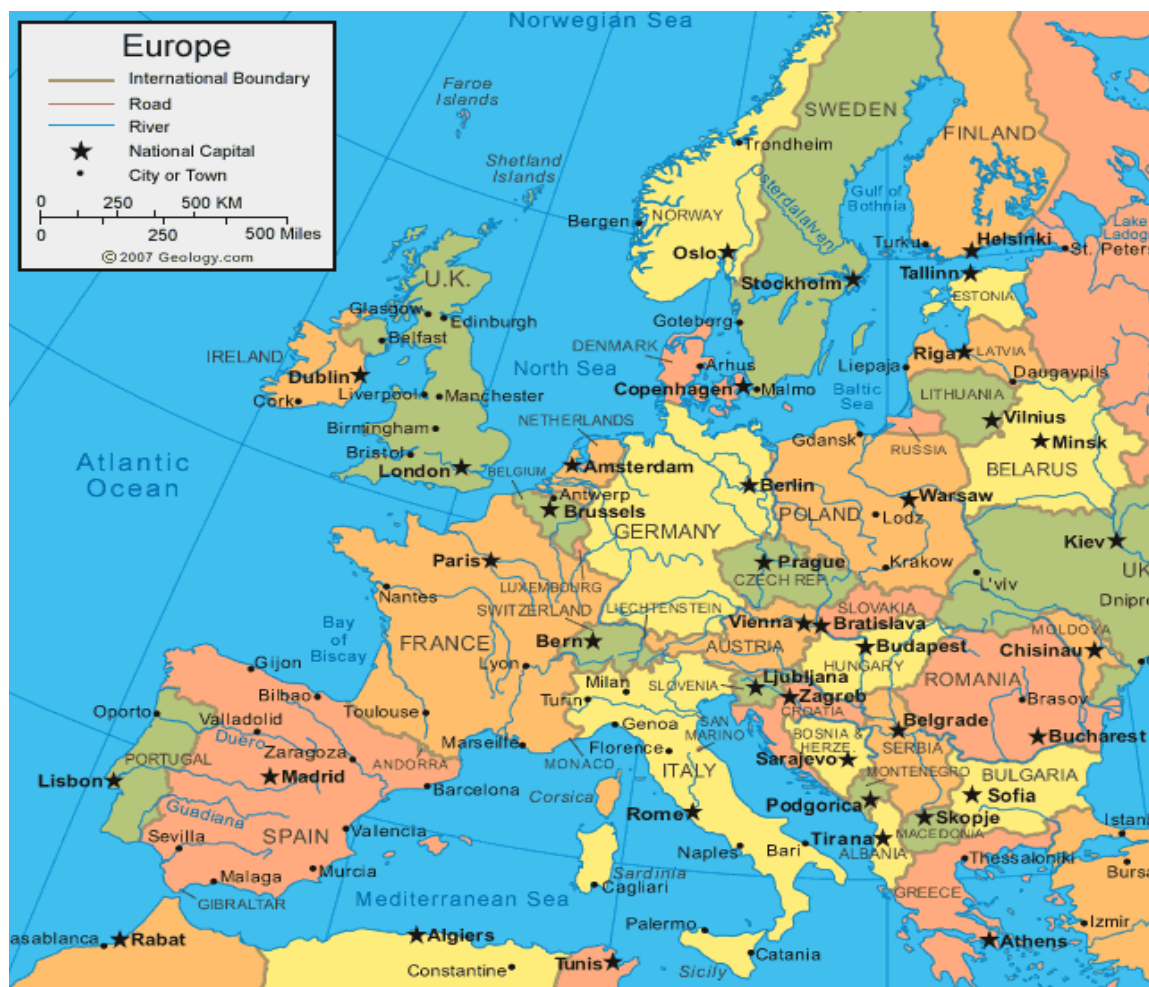 Norwegian Sea
Europe
International Boundary
Road
River
National Capital
City or Town
0 250 500 KM
0 250 500 Miles
© 2007 Geology.com
Faroe
Islands
Shetland
Islands
SWEDEN
FINLAND
Trondheim
Osterdalalven
Gulf of
Bothnia
Lake
Ladog
Bergen
NORWAY
Oslo
Turku
Helsinki
St. Peters
Stockholm
Tallinn
ESTONIA
U.K.
Glasgow
Edinburgh
Belfast
IRELAND
Dublin
Cork
Liverpool
Manchester
Birmingham
Bristol
London
North Sea
Goteborg
DENMARK
Arhus
Copenhagen
Malmo
Baltic
Sea
Riga
LATVIA
Liepaja
Daugavpils
LITHUANIA
Vilnius
Minsk
RUSSIA
BELARUS
Atlantic
Ocean
NETHERLANDS
Amsterdam
BELGIUM
Antwerp
Brussels
Gdansk
Berlin
Warsaw
POLAND
Lodz
GERMANY
Kiev
UK
Paris
LUXEMBOURG
Prague
CZECH REP.
Krakow
L'viv
Dnipre
Nantes
SWITZERLAND
LIECHTENSTEIN
Vienna
Bratislava
SLOVAKIA
MOLDOVA
Chisinau
Bay
of
Biscay
FRANCE
Bern
AUSTRIA
Budapest
HUNGARY
Lyon
Gijon
Bilbao
Milan
Turin
SLOVENIA
Ljubljana
Zagreb
CROATIA
ROMANIA
Brasov
Oporto
Valladolid
Duero
Toulouse
Genoa
SAN
MARINO
BOSNIA &
HERZE.
Belgrade
SERBIA
Bucharest
Zaragoza
Marseille
MONACO
Florence
ITALY
Sarajevo
MONTENEGRO
BULGARIA
PORTUGAL
ANDORRA
Lisbon
Madrid
Barcelona
Corsica
Rome
Podgorica
Sofia
Skopje
Guadiana
SPAIN
Valencia
Sevilla
Naples
Bari
Tirana
MACEDONIA
ALBANIA
Istan
Thessaloniki
Bursa
Malaga
Murcia
GIBRALTAR
Sardinia
Cagliari
Mediterranean Sea
GREECE
asablanca
Rabat
Algiers
Palermo
Izmir
Constantine
Tunis
Sicily
Catania
Athens